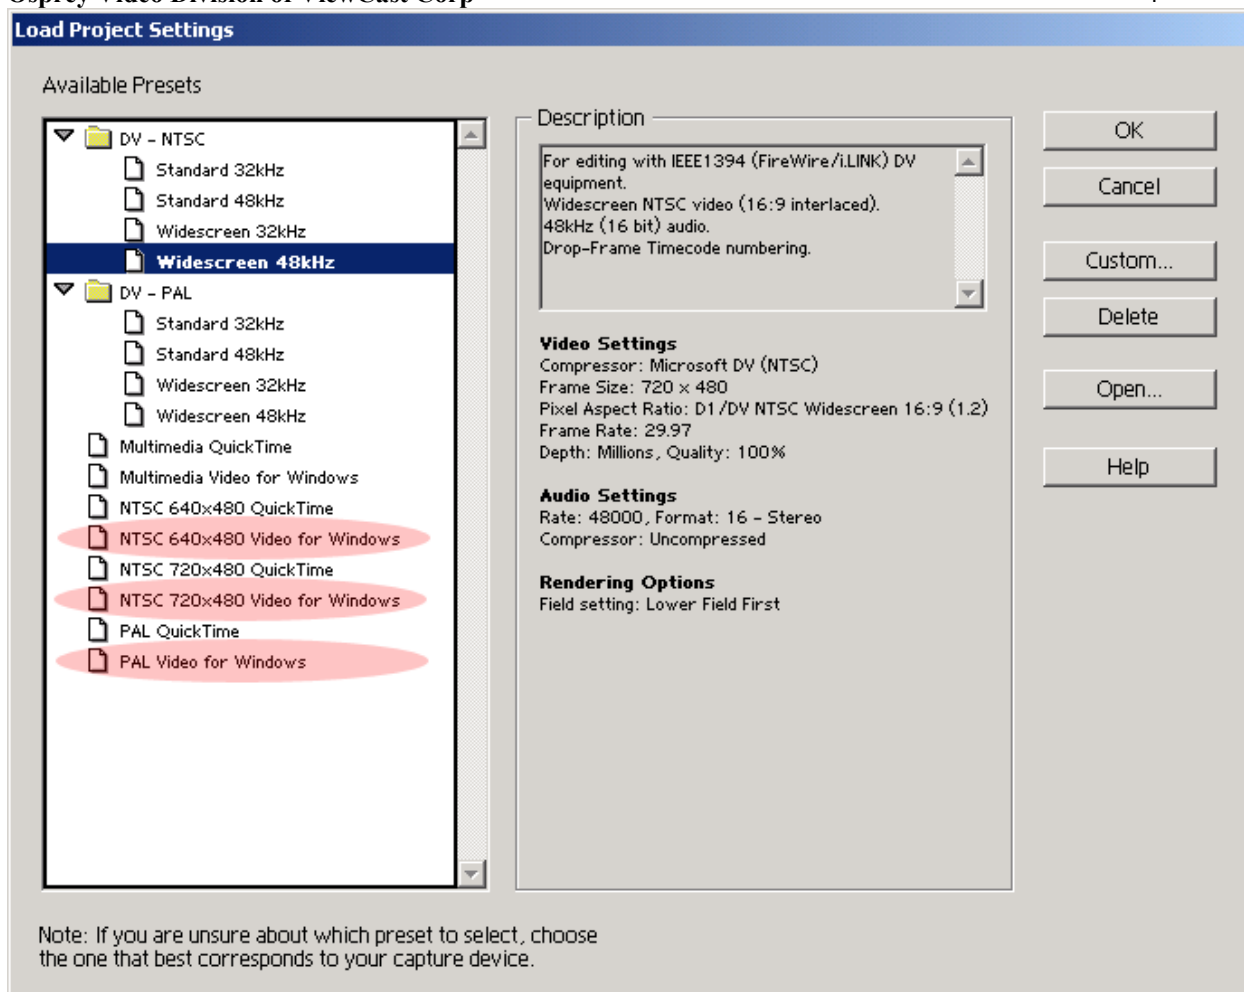 Osprey Video Division of ViewCast Corp
Load Project Settings
Available Presets
DV - NTSC
Standard 32kHz
Standard 48kHz
Widescreen 32kHz
Widescreen 48kHz
DV - PAL
Standard 32kHz
Standard 48kHz
Widescreen 32kHz
Widescreen 48kHz
Multimedia QuickTime
Multimedia Video for Windows
NTSC 640x480 QuickTime
NTSC 640x480 Video for Windows
NTSC 720x480 QuickTime
NTSC 720x480 Video for Windows
PAL QuickTime
PAL Video for Windows
Description
For editing with IEEE1394 (FireWire/i.LINK) DV
equipment.
Widescreen NTSC video (16:9 interlaced).
48kHz (16 bit) audio.
Drop-Frame Timecode numbering.
Video Settings
Compressor: Microsoft DV (NTSC)
Frame Size: 720 x 480
Pixel Aspect Ratio: D1/DV NTSC Widescreen 16:9 (1.2)
Frame Rate: 29.97
Depth: Millions, Quality: 100%
Audio Settings
Rate: 48000, Format: 16 - Stereo
Compressor: Uncompressed
Rendering Options
Field setting: Lower Field First
OK
Cancel
Custom...
Delete
Open...
Help
Note: If you are unsure about which preset to select, choose
the one that best corresponds to your capture device.